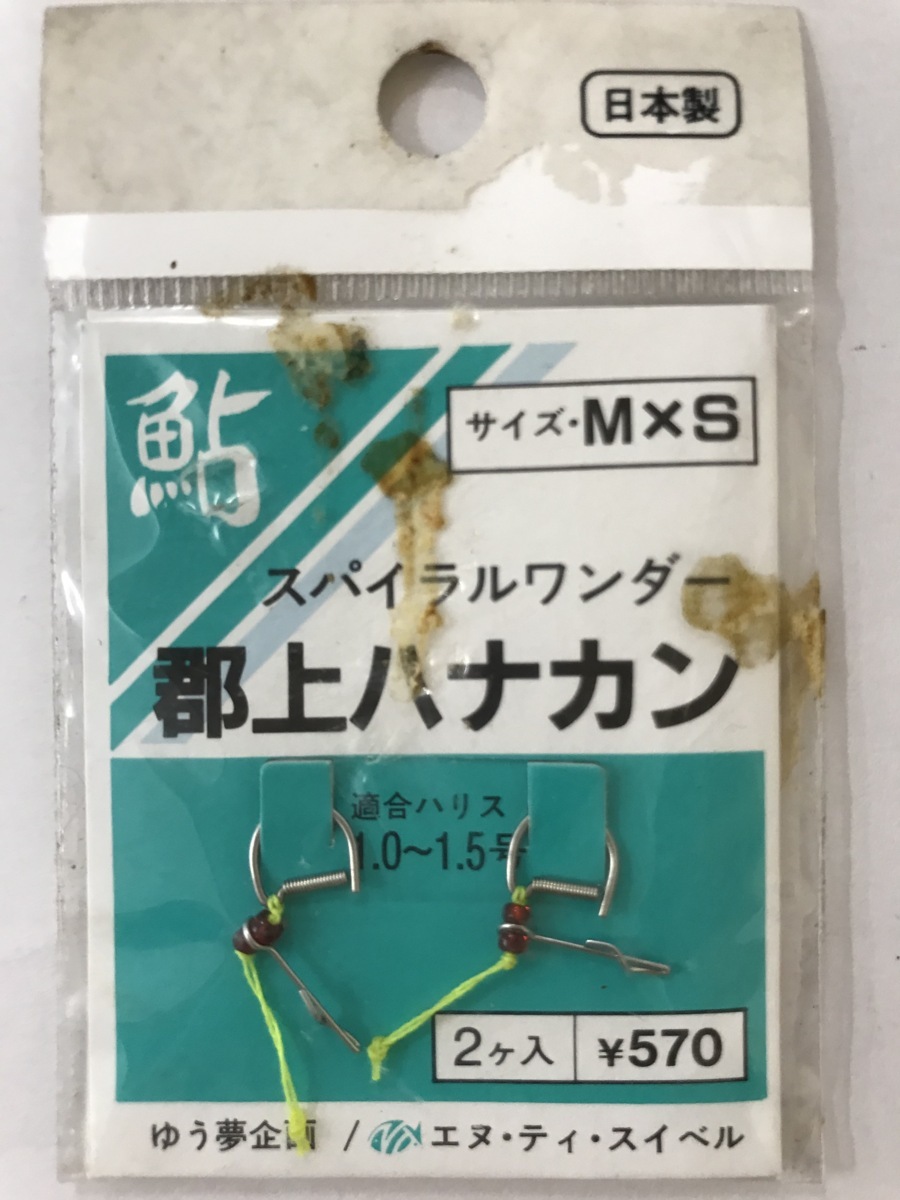 日本製
鮎
サイズ・M×S
スパイラルワンダー
郡上ハナカン
適合ハリス
1.0〜1.5号
2ヶ入 ¥570
ゆう夢企画 / エヌ・ティ・スイベル